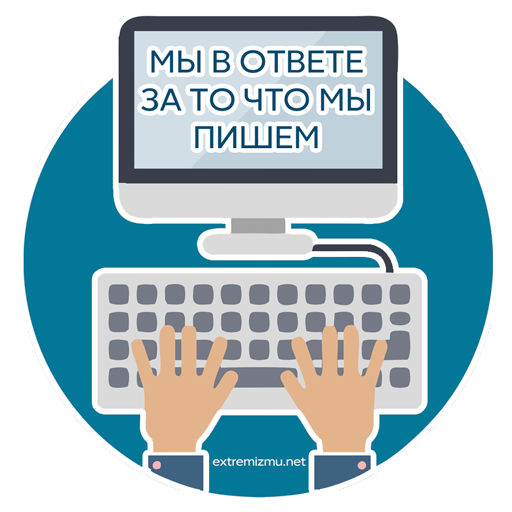 МЫ В ОТВЕТЕ
ЗА ТО ЧТО МЫ
ПИШЕМ
extremizmu.net